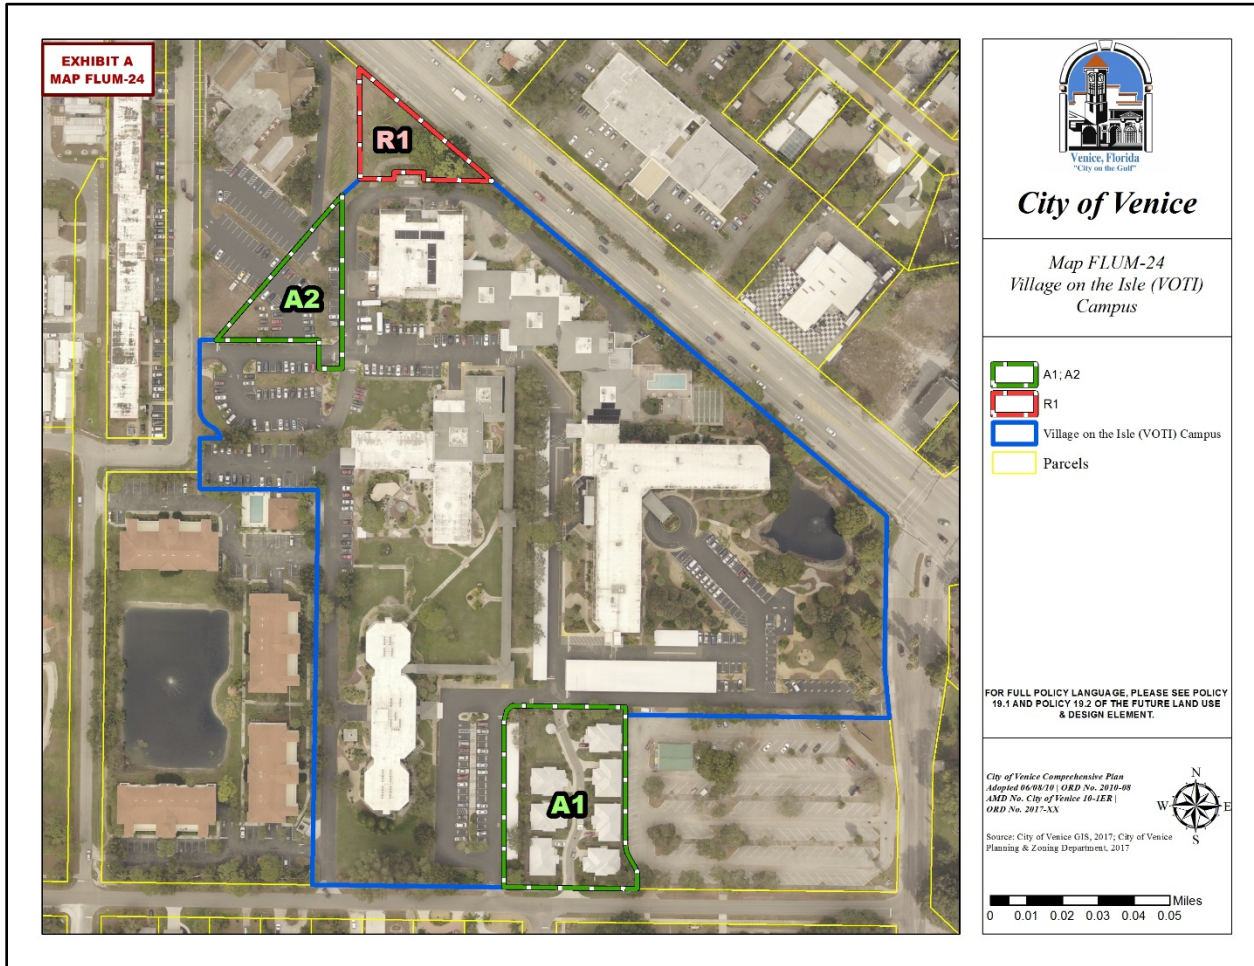 EXHIBIT A
MAP FLUM-24
R1
A2
A1
Venice, Florida
"City on the Gulf"
City of Venice
Map FLUM-24
Village on the Isle (VOTI)
Campus
A1; A2
R1
Village on the Isle (VOTI) Campus
Parcels
FOR FULL POLICY LANGUAGE, PLEASE SEE POLICY
19.1 AND POLICY 19.2 OF THE FUTURE LAND USE
& DESIGN ELEMENT.
City of Venice Comprehensive Plan
Adopted 06/08/10 | ORD No. 2010-08
AMD No. City of Venice 10-1ER |
ORD No. 2017-XX
Source: City of Venice GIS, 2017; City of Venice
Planning & Zoning Department, 2017
N
W E
S
Miles
0 0.01 0.02 0.03 0.04 0.05